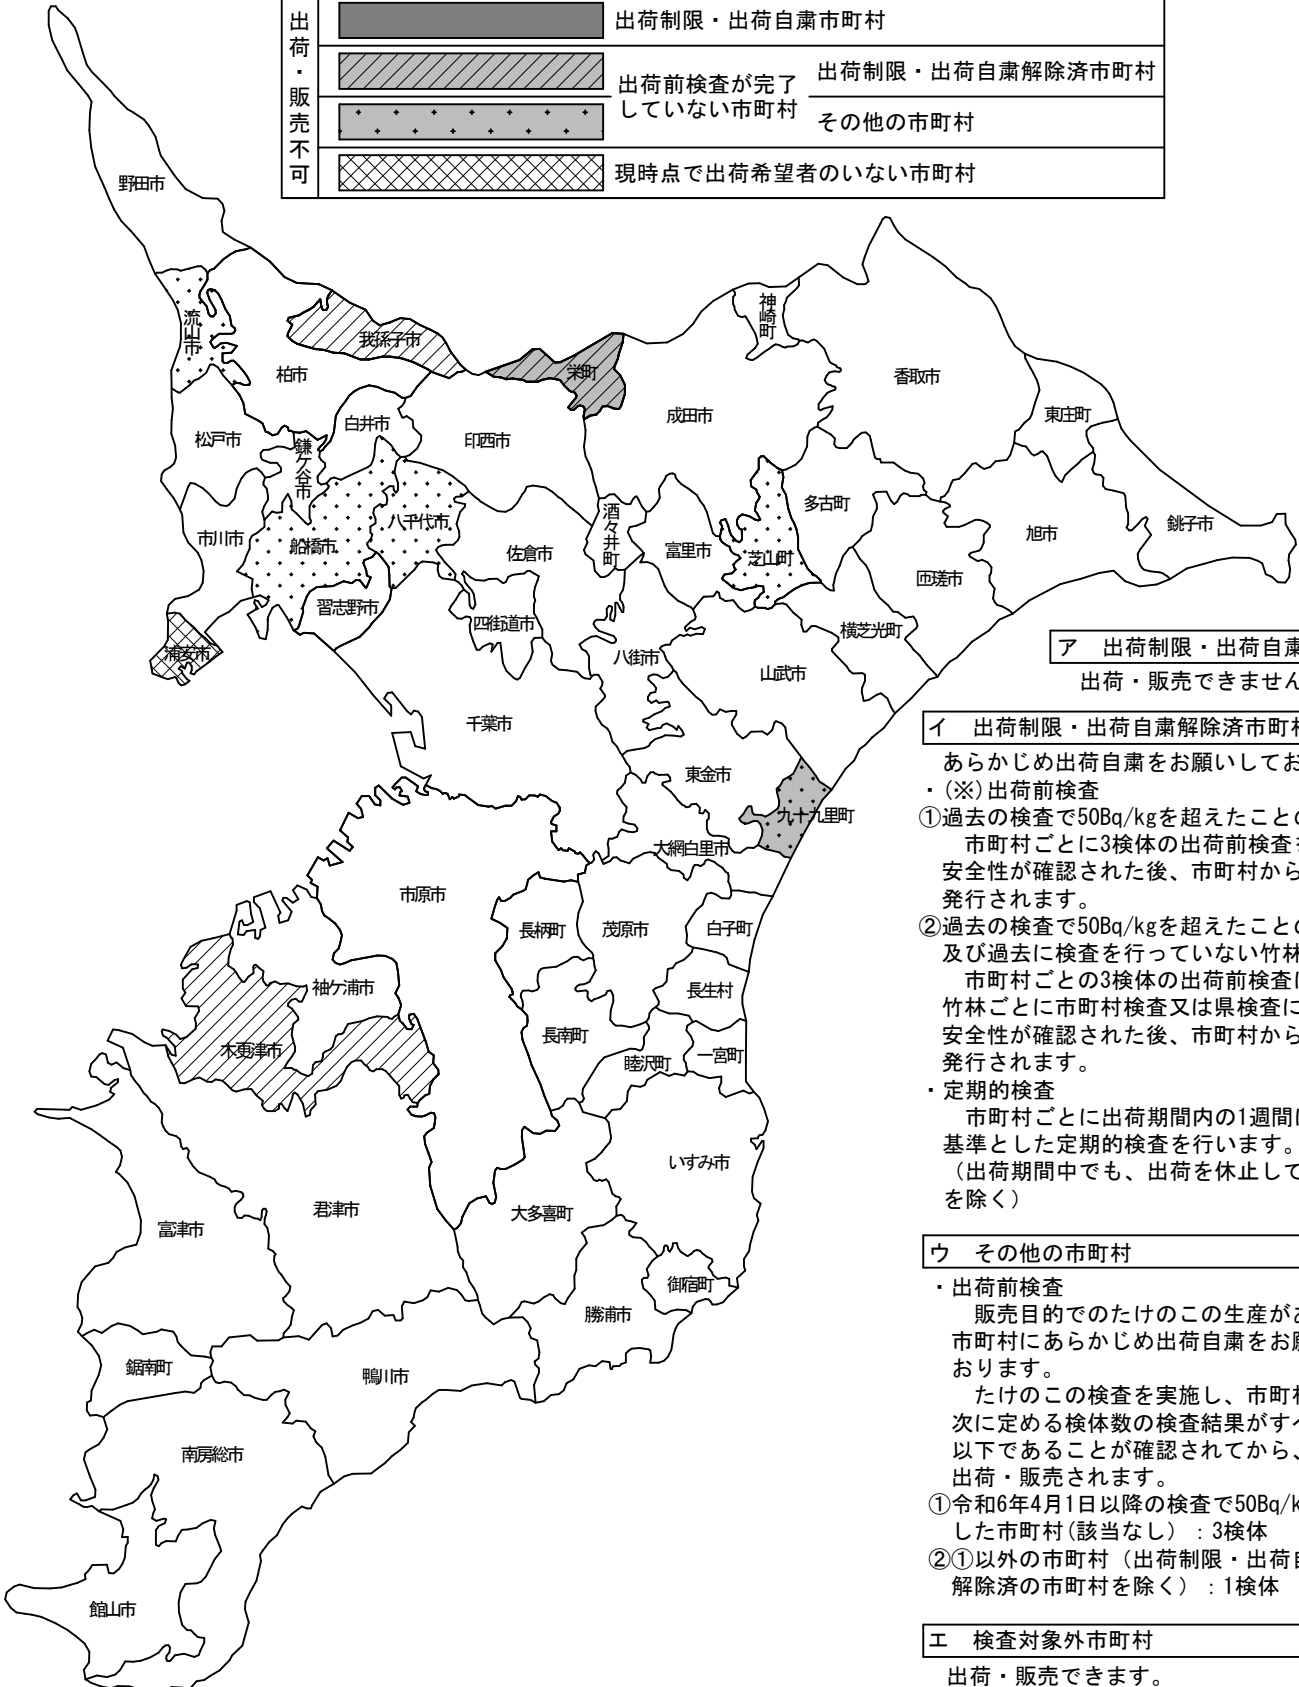 出荷・販売不可
出荷制限・出荷自粛市町村
出荷前検査が完了
していない市町村
出荷制限・出荷自粛解除済市町村
その他の市町村
現時点で出荷希望者のいない市町村
野田市
流山市
我孫子市
柏市
栄町
神崎町
香取市
成田市
東庄町
松戸市
鎌ケ谷市
白井市
印西市
多古町
銚子市
市川市
船橋市
八千代市
佐倉市
酒々井町
富里市
芝山町
旭市
匝瑳市
習志野市
四街道市
横芝光町
浦安市
八街市
山武市
千葉市
東金市
九十九里町
大網白里市
市原市
長柄町
茂原市
白子町
袖ケ浦市
長生村
木更津市
長南町
睦沢町
一宮町
いすみ市
君津市
大多喜町
富津市
御宿町
勝浦市
鋸南町
鴨川市
南房総市
館山市
ア 出荷制限・出荷自粛
出荷・販売できません
イ 出荷制限・出荷自粛解除済市町村
あらかじめ出荷自粛をお願いしてお
・(※)出荷前検査
①過去の検査で50Bq/kgを超えたことの
市町村ごとに3検体の出荷前検査を
安全性が確認された後、市町村から
発行されます。
②過去の検査で50Bq/kgを超えたことの
及び過去に検査を行っていない竹林
市町村ごとの3検体の出荷前検査に
竹林ごとに市町村検査又は県検査に
安全性が確認された後、市町村から
発行されます。
・定期的検査
市町村ごとに出荷期間内の1週間に
基準とした定期的検査を行います。
（出荷期間中でも、出荷を休止して
を除く）
ウ その他の市町村
・出荷前検査
販売目的でのたけのこの生産があ
市町村にあらかじめ出荷自粛をお願
おります。
たけのこの検査を実施し、市町村
次に定める検体数の検査結果がすべ
以下であることが確認されてから、
出荷・販売されます。
①令和6年4月1日以降の検査で50Bq/k
した市町村(該当なし）：3検体
②①以外の市町村（出荷制限・出荷自
解除済の市町村を除く）：1検体
エ 検査対象外市町村
出荷・販売できます。